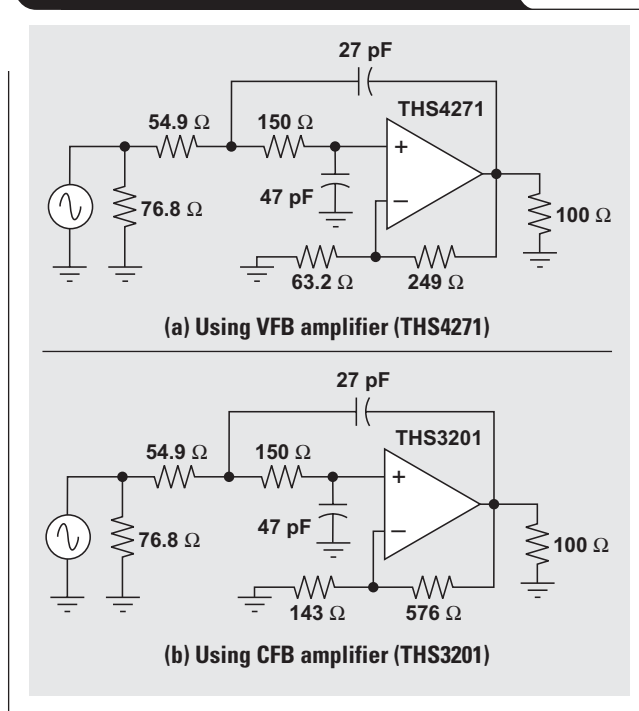 27 pF
THS4271
54.9 Ω
150 Ω
+
47 pF
76.8 Ω
−
100 Ω
63.2 Ω
249 Ω
(a) Using VFB amplifier (THS4271)
27 pF
THS3201
54.9 Ω
150 Ω
+
47 pF
76.8 Ω
−
100 Ω
143 Ω
576 Ω
(b) Using CFB amplifier (THS3201)